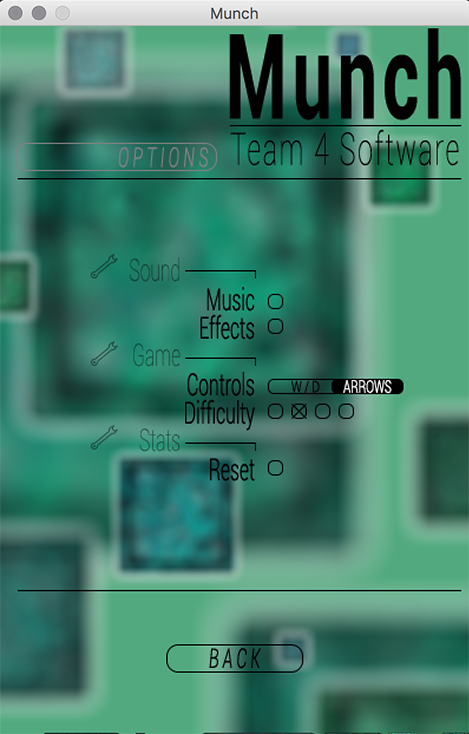 Munch
Munch
Team 4 Software
OPTIONS
Sound
Music
Effects
Game
Controls W/D ARROWS
Difficulty
Stats
Reset
BACK